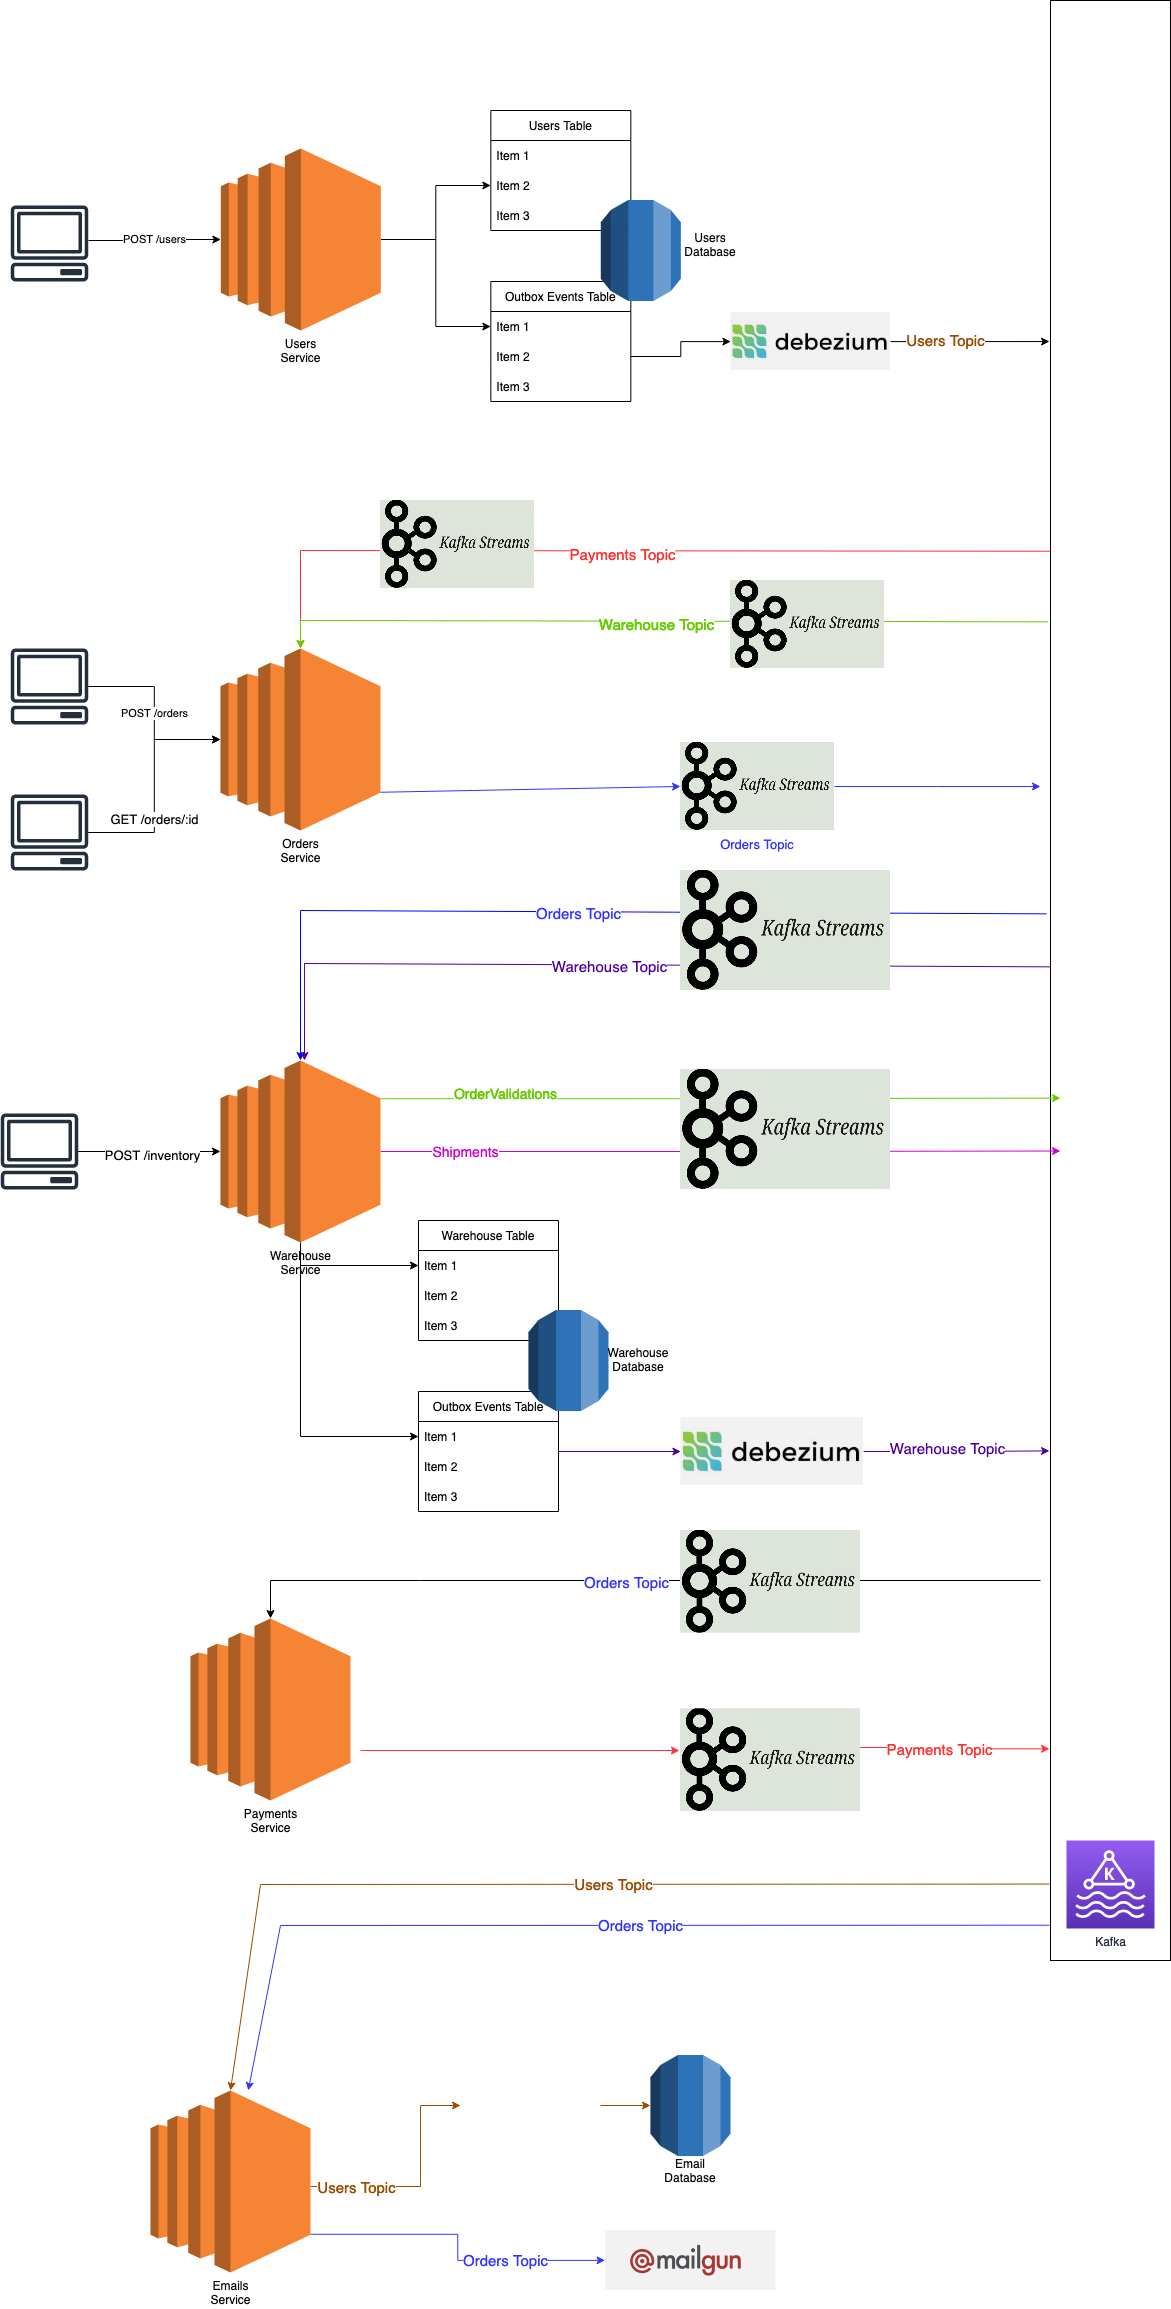 Users Table
Item 1
Item 2
Item 3
POST /users
Users
Database
Outbox Events Table
Item 1
Item 2
Item 3
Users
Service
debezium
Users Topic
Kafka Streams
Payments Topic
Warehouse Topic
Kafka Streams
POST /orders
GET /orders/:id
Orders
Service
Kafka Streams
Orders Topic
Orders Topic
Kafka Streams
Warehouse Topic
OrderValidations
Kafka Streams
Shipments
POST /inventory
Warehouse
Service
Warehouse Table
Item 1
Item 2
Item 3
Warehouse
Database
Outbox Events Table
Item 1
Item 2
Item 3
debezium
Warehouse Topic
Orders Topic
Kafka Streams
Kafka Streams
Payments Topic
Payments
Service
K
Kafka
Users Topic
Orders Topic
Email
Database
Users Topic
Orders Topic
@mailgun
Emails
Service